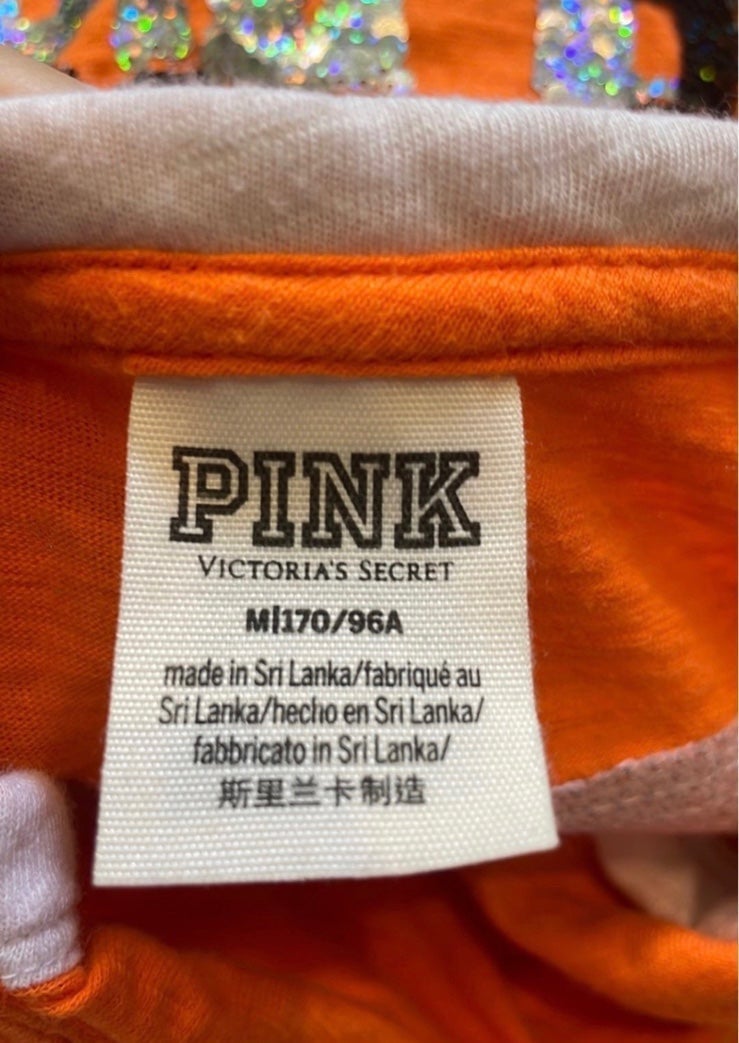 PINK
VICTORIA'S SECRET
M|170/96A
made in Sri Lanka/fabriqué au
Sri Lanka/hecho en Sri Lanka/
fabbricato in Sri Lanka/
斯里兰卡制造